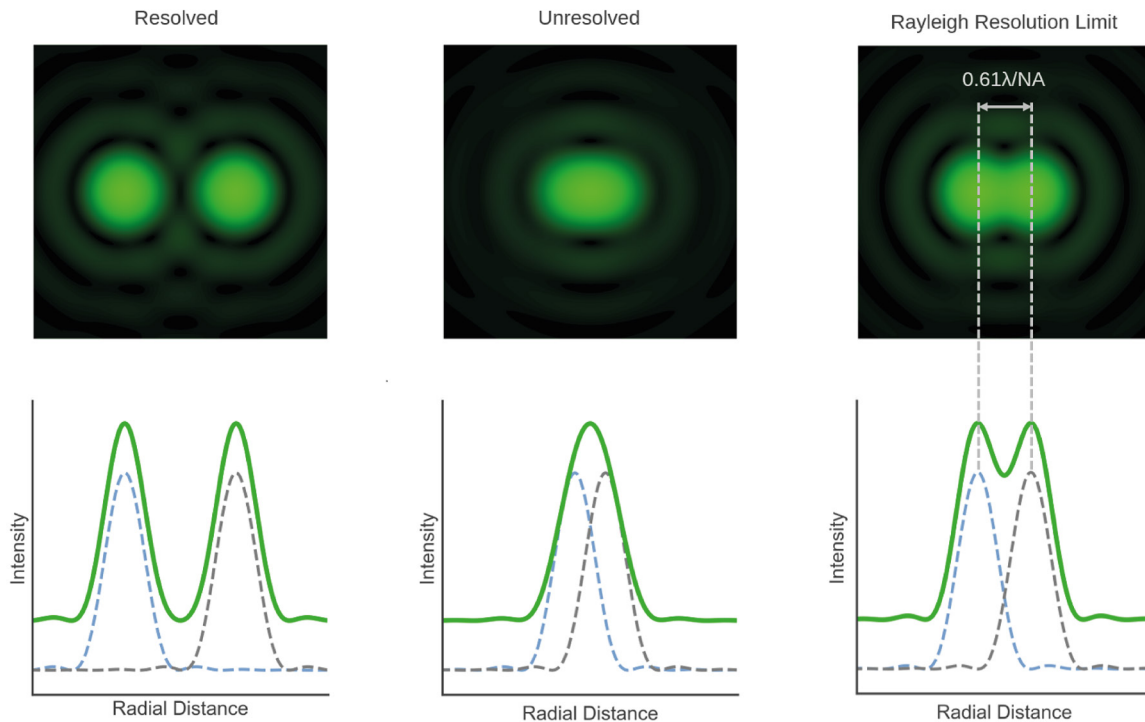 Resolved
Unresolved
Rayleigh Resolution Limit
0.61λ/NA
Intensity
Radial Distance
Intensity
Radial Distance
Intensity
Radial Distance